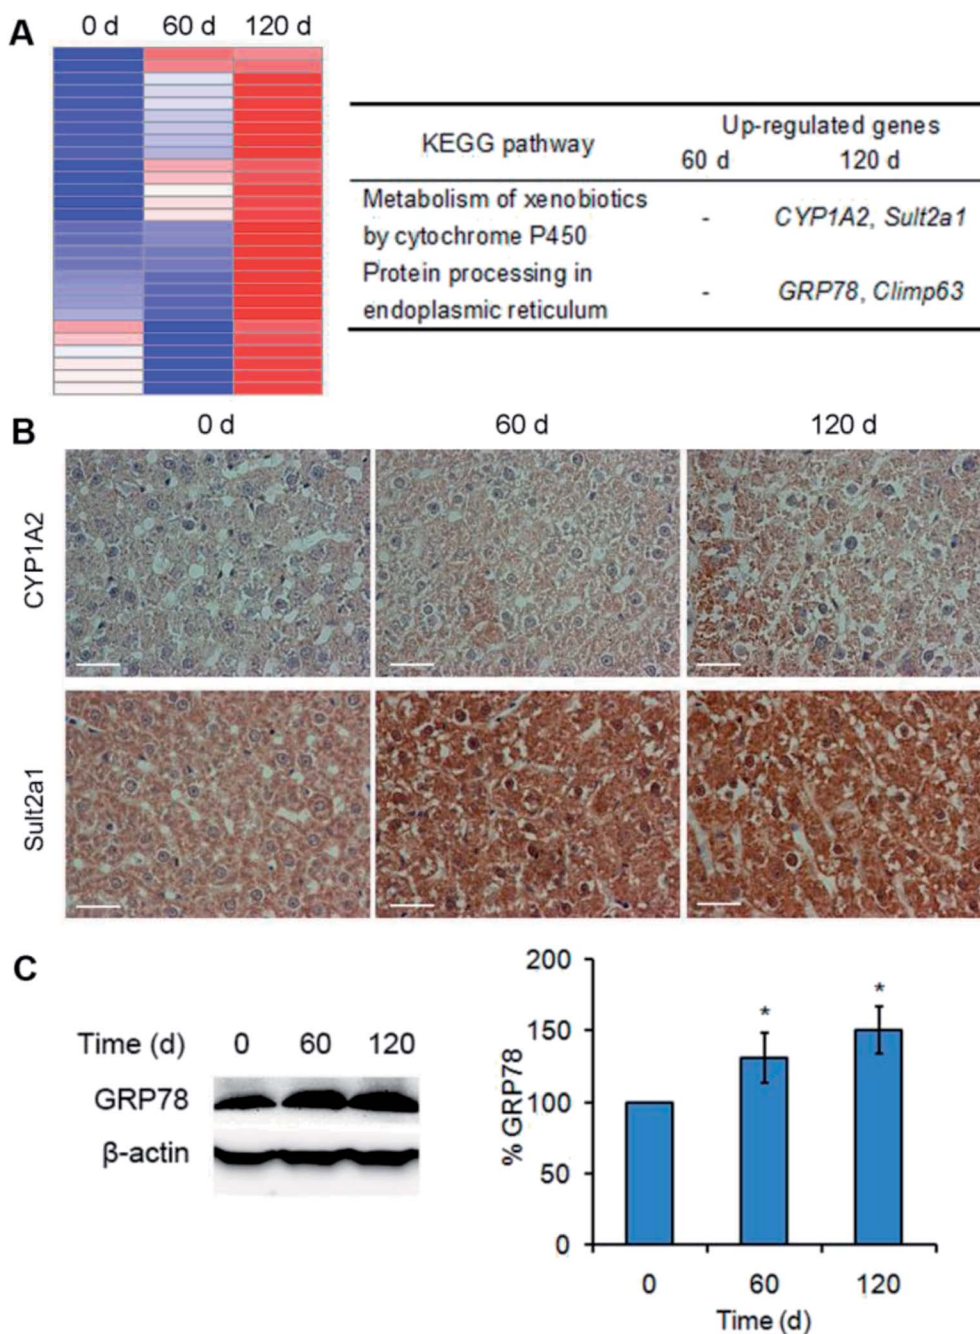 A
0 d 60 d 120 d
KEGG pathway
Up-regulated genes
60 d 120 d
Metabolism of xenobiotics
by cytochrome P450
- CYP1A2, Sult2a1
Protein processing in
endoplasmic reticulum
- GRP78, Climp63
B
0 d 60 d 120 d
CYP1A2
Sult2a1
C
Time (d) 0 60 120
GRP78
β-actin
% GRP78
200
150
100
50
0
* *
0 60 120
Time (d)